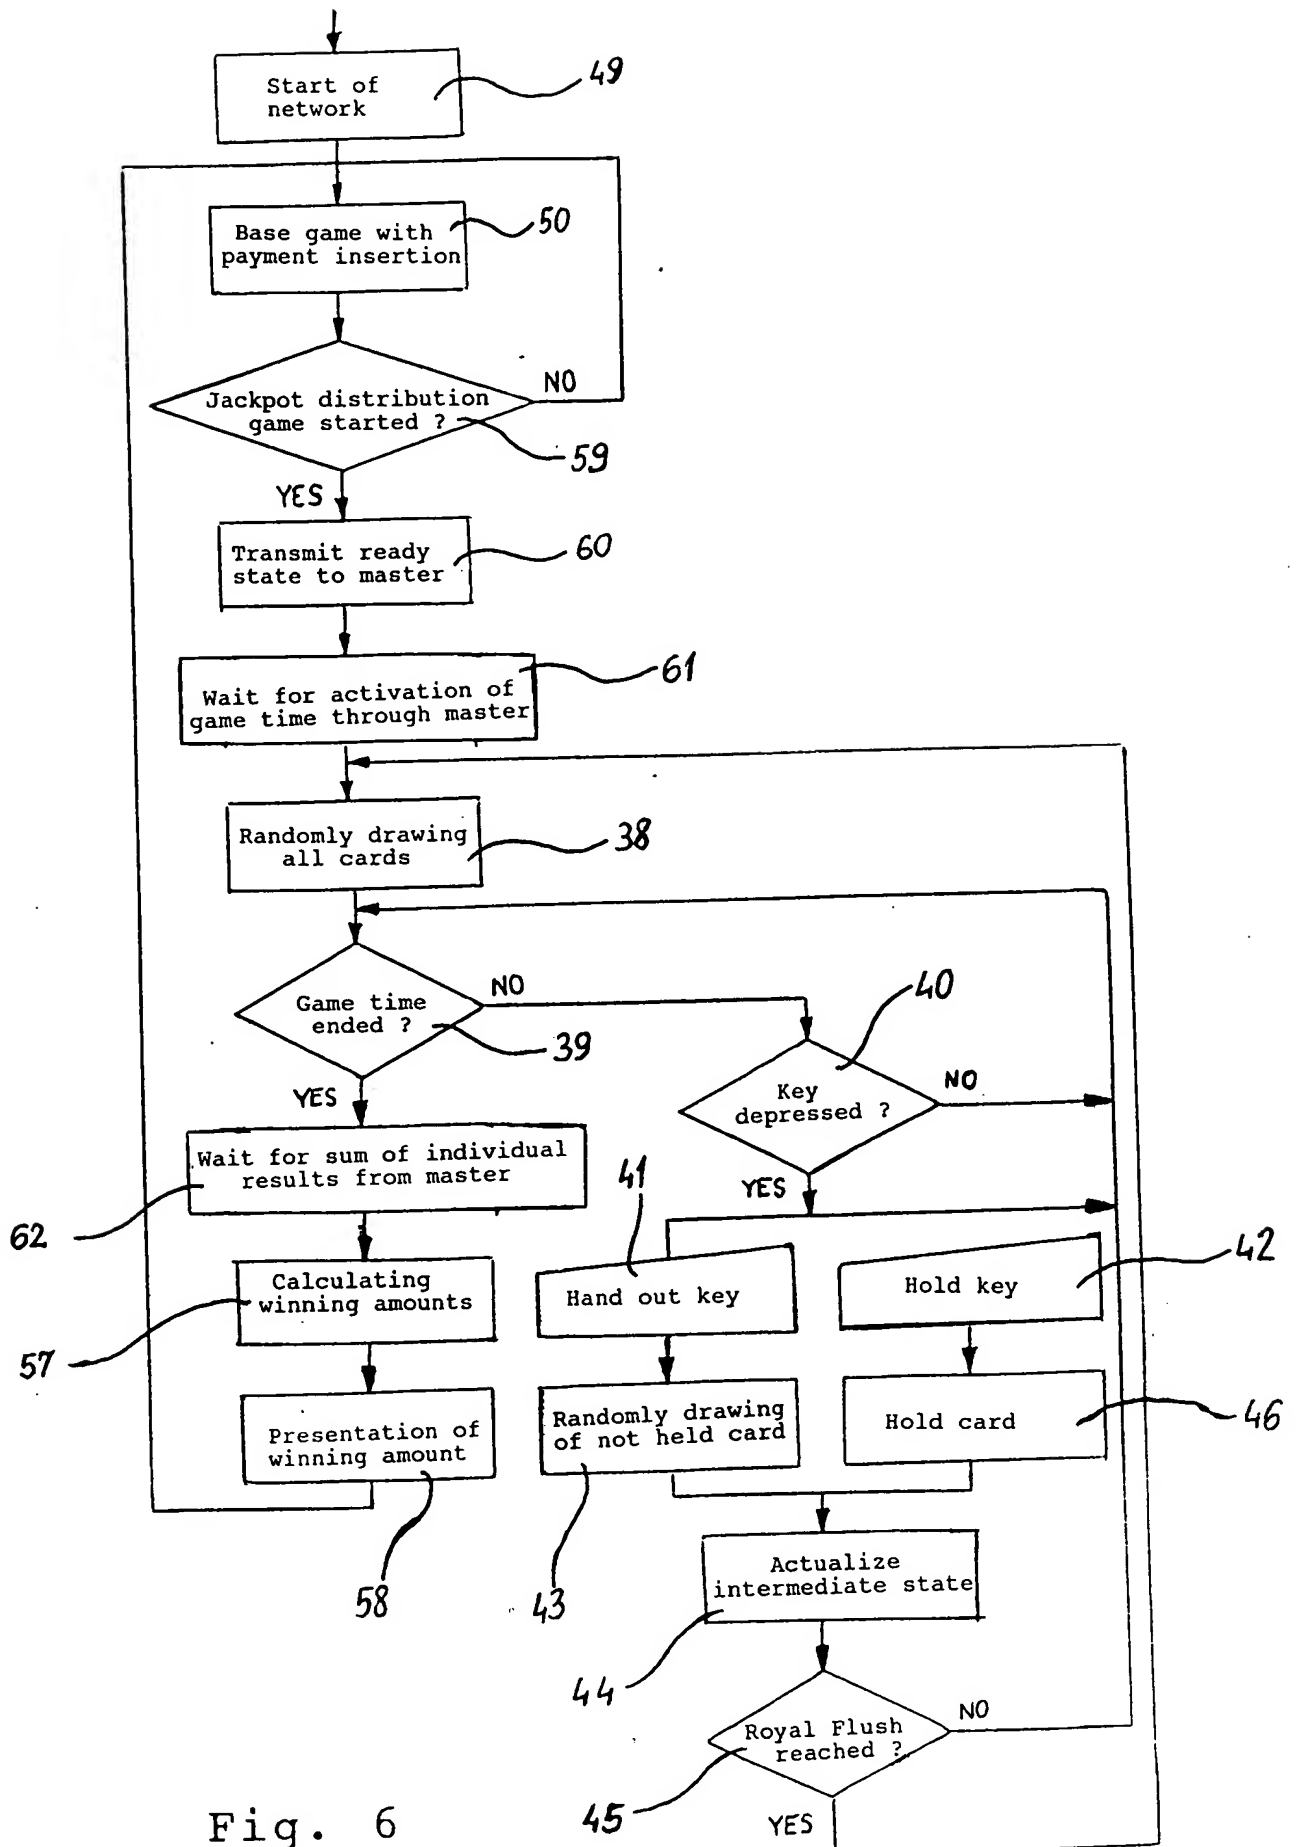 Start of
network
49
Base game with
payment insertion
50
Jackpot distribution
game started ?
NO
59
YES
Transmit ready
state to master
60
Wait for activation of
game time through master
61
Randomly drawing
all cards
38
Game time
ended ?
NO
39
YES
40
Key
depressed ?
NO
YES
Wait for sum of individual
results from master
62
41
Hand out key
42
Hold key
Calculating
winning amounts
57
Randomly drawing
of not held card
43
Hold card
46
Presentation of
winning amount
58
Actualize
intermediate state
44
Royal Flush
reached ?
NO
45
YES
Fig. 6